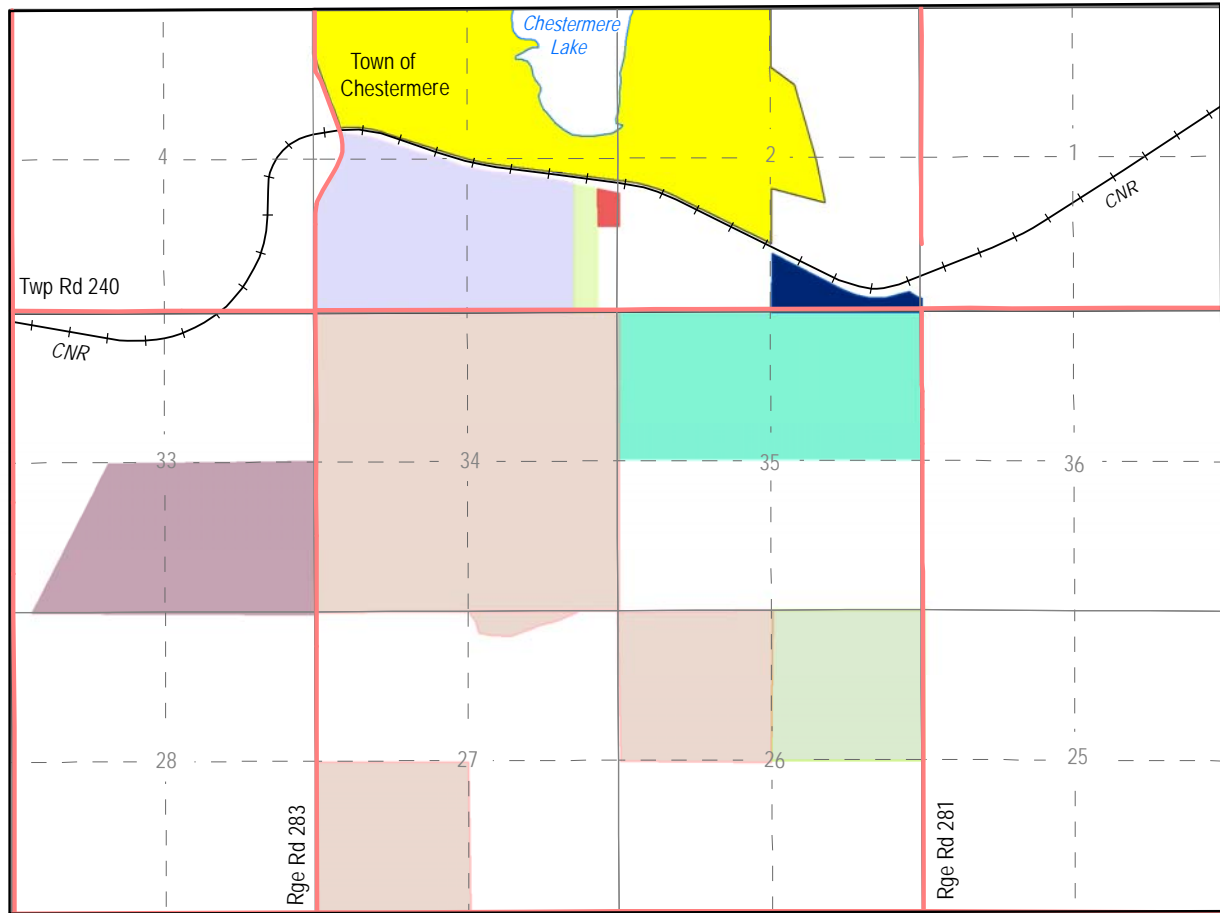 Chestermere
Lake
Town of
Chestermere
4
2
1
CNR
Twp Rd 240
CNR
33
34
35
36
28
27
26
25
Rge Rd 283
Rge Rd 281